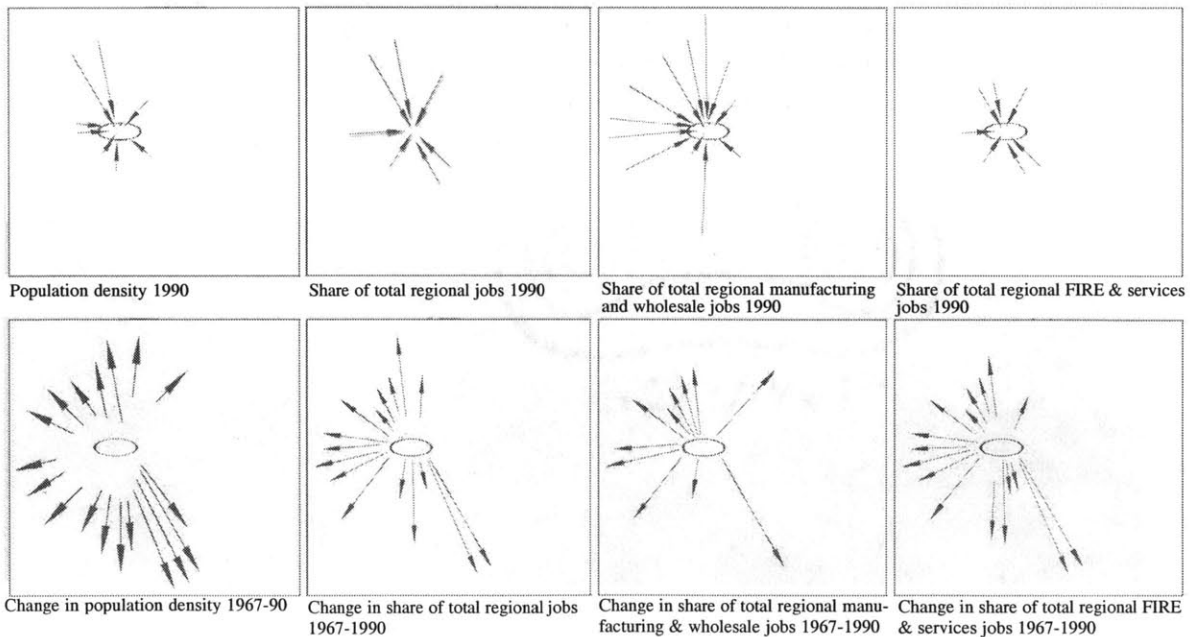 Population density 1990
Share of total regional jobs 1990
Share of total regional manufacturing
and wholesale jobs 1990
Share of total regional FIRE & services
jobs 1990
Change in population density 1967-90
Change in share of total regional jobs
1967-1990
Change in share of total regional manu-
facturing & wholesale jobs 1967-1990
Change in share of total regional FIRE
& services jobs 1967-1990